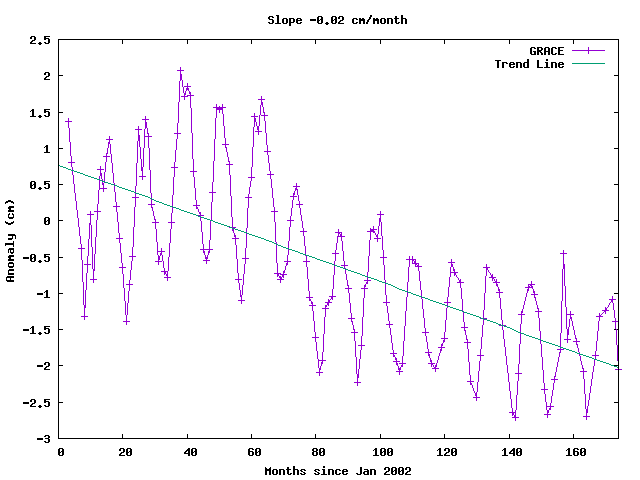 Slope -0.02 cm/month
GRACE
Trend Line
2.5
2
1.5
1
0.5
0
-0.5
-1
-1.5
-2
-2.5
-3
Anomaly (cm)
0 20 40 60 80 100 120 140 160
Months since Jan 2002